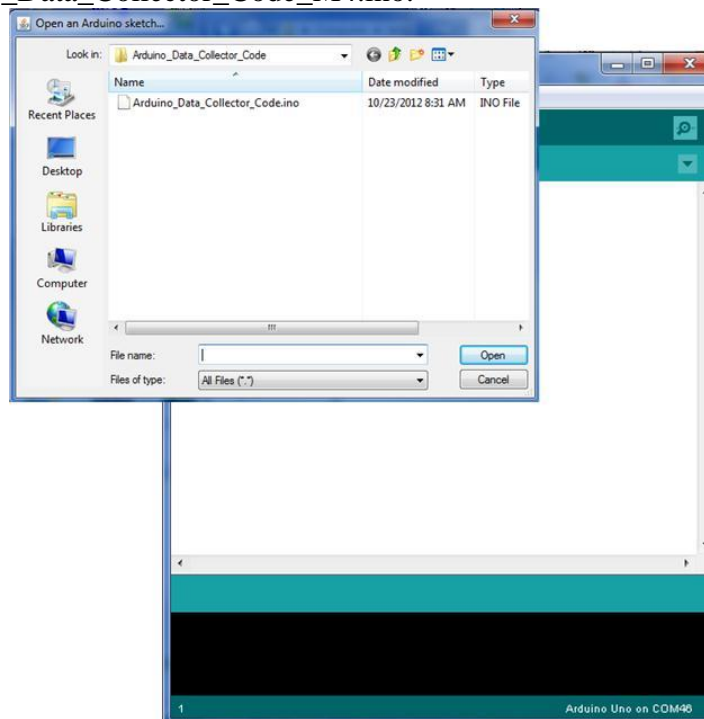 _Data_Collector_Code_M4.ino.
Open an Arduino sketch...
Look in: Arduino_Data_Collector_Code
Name Date modified Type
Arduino_Data_Collector_Code.ino 10/23/2012 8:31 AM INO File
Recent Places
Desktop
Libraries
Computer
Network
File name: Open
Files of type: All Files (*.*) Cancel
1 Arduino Uno on COM46